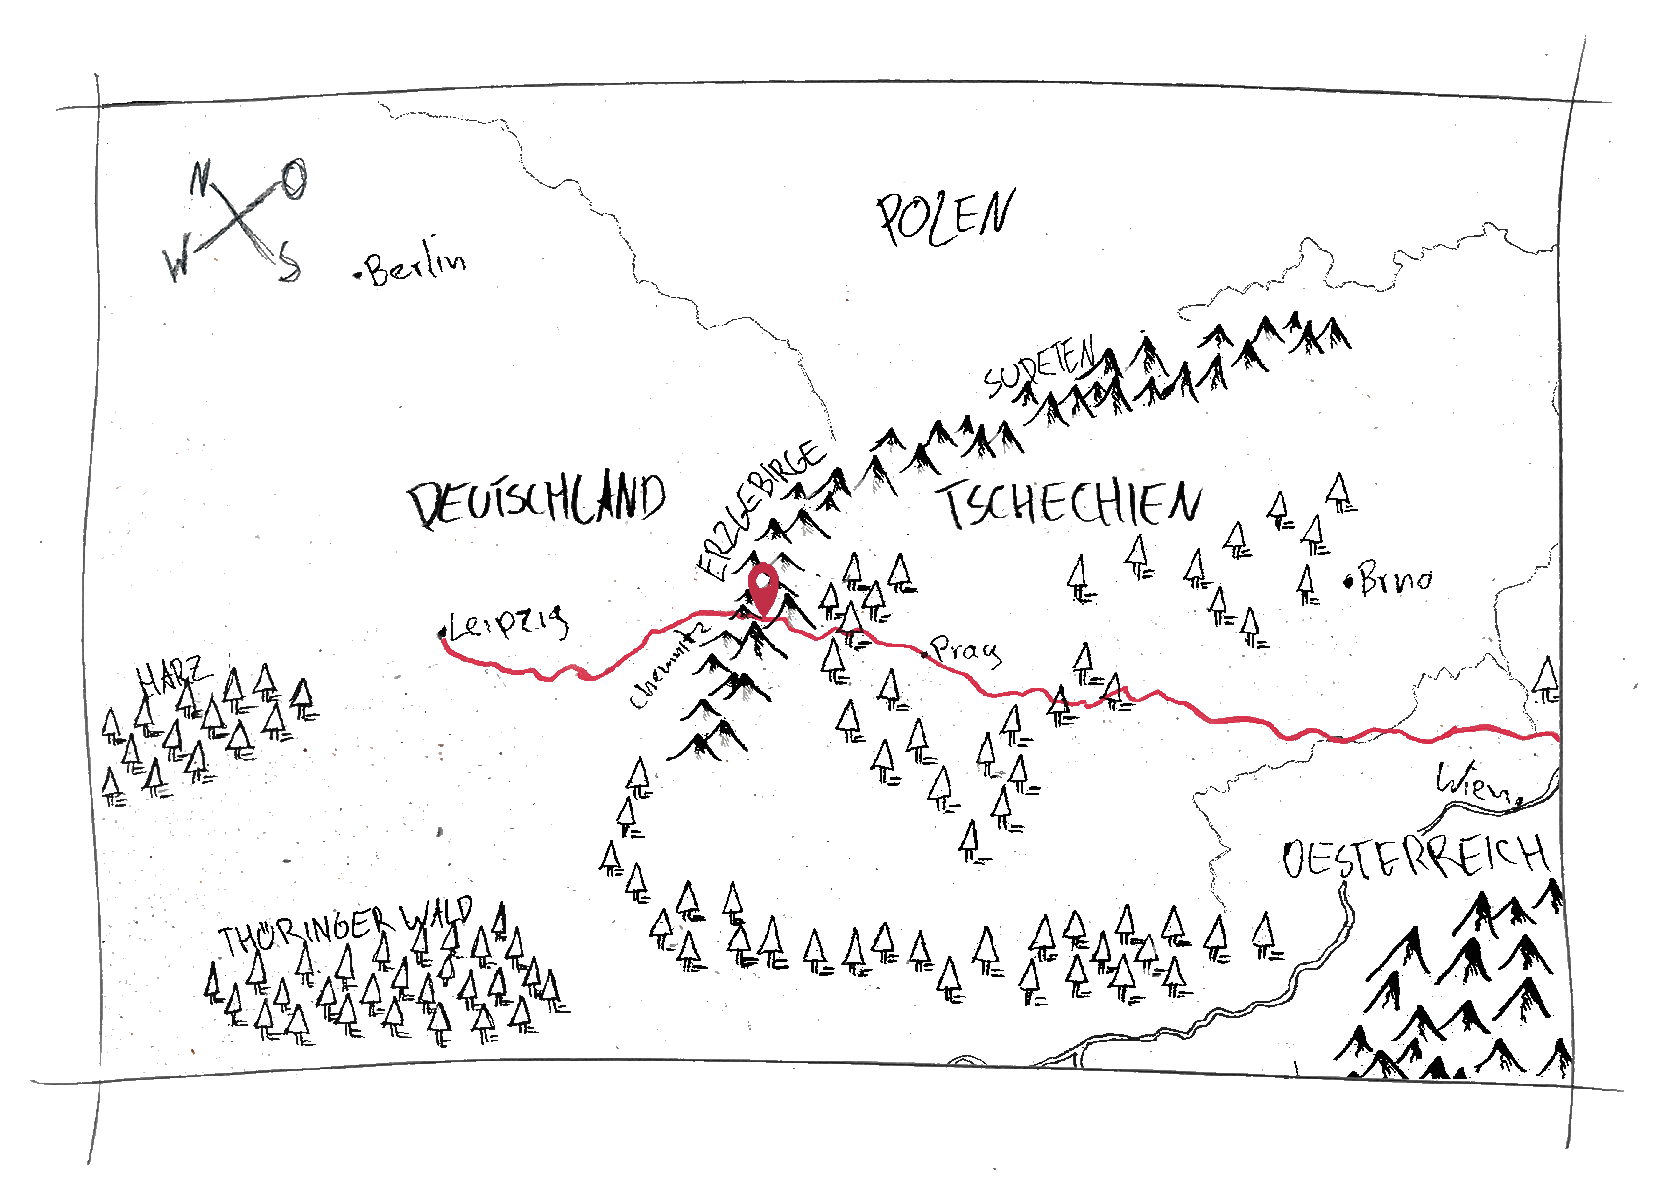 N
O
W
S
Berlin
POLEN
SUDETEN
DEUTSCHLAND
ERZGEBIRGE
TSCHECHIEN
Brno
Leipzig
Chemnitz
Prag
HARZ
Wien
OESTERREICH
THÜRINGER WALD